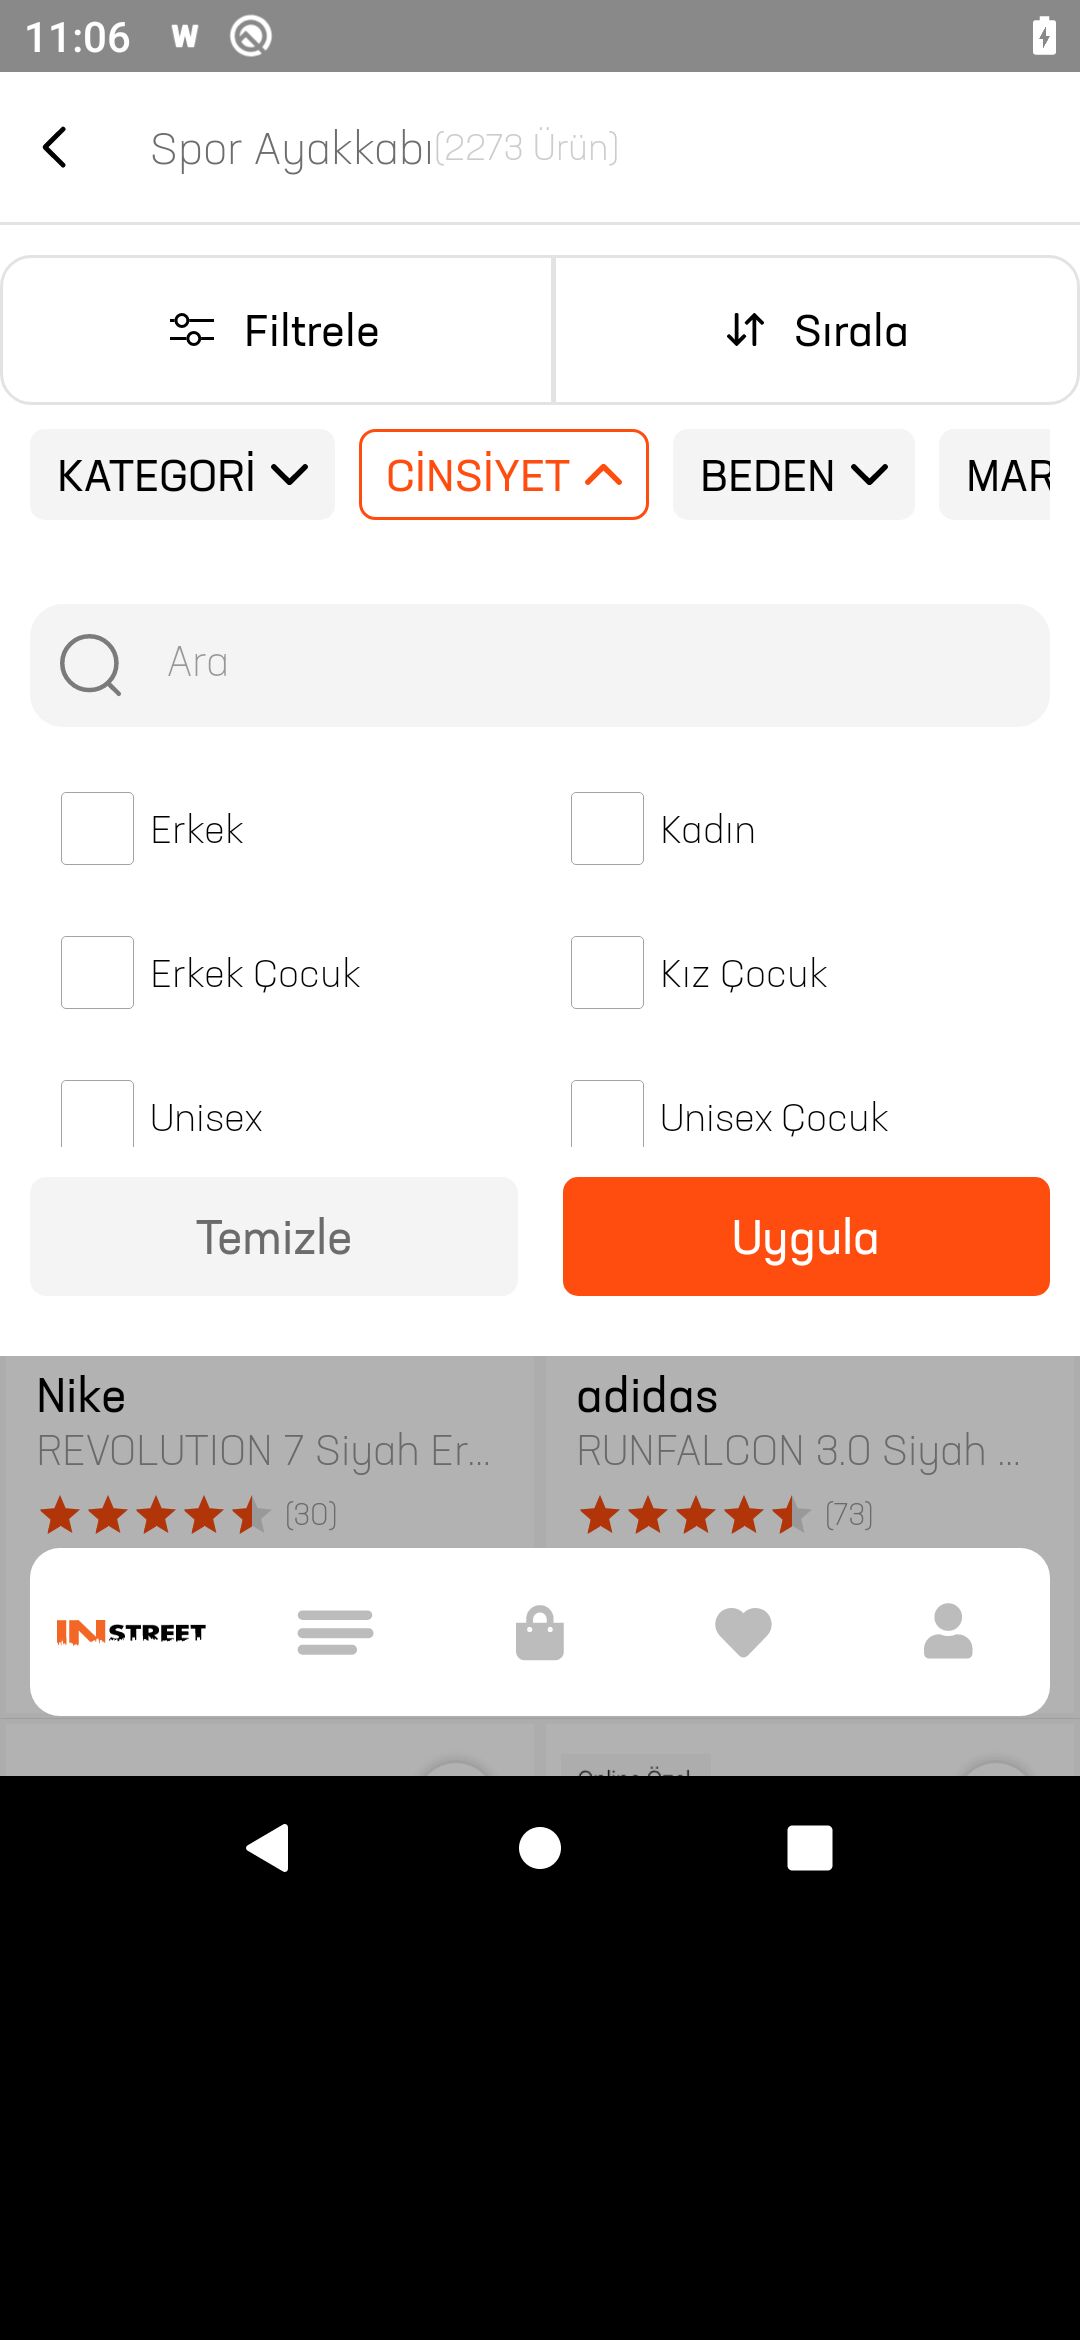 11:06
Spor Ayakkabı(2273 Ürün)
Filtrele
Sırala
KATEGORİ
CİNSİYET
BEDEN
MAR
Ara
Erkek
Kadın
Erkek Çocuk
Kız Çocuk
Unisex
Unisex Çocuk
Temizle
Uygula
Nike
adidas
REVOLUTION 7 Siyah Er...
RUNFALCON 3.0 Siyah ...
(30)
(73)
INSTREET
Online Özel